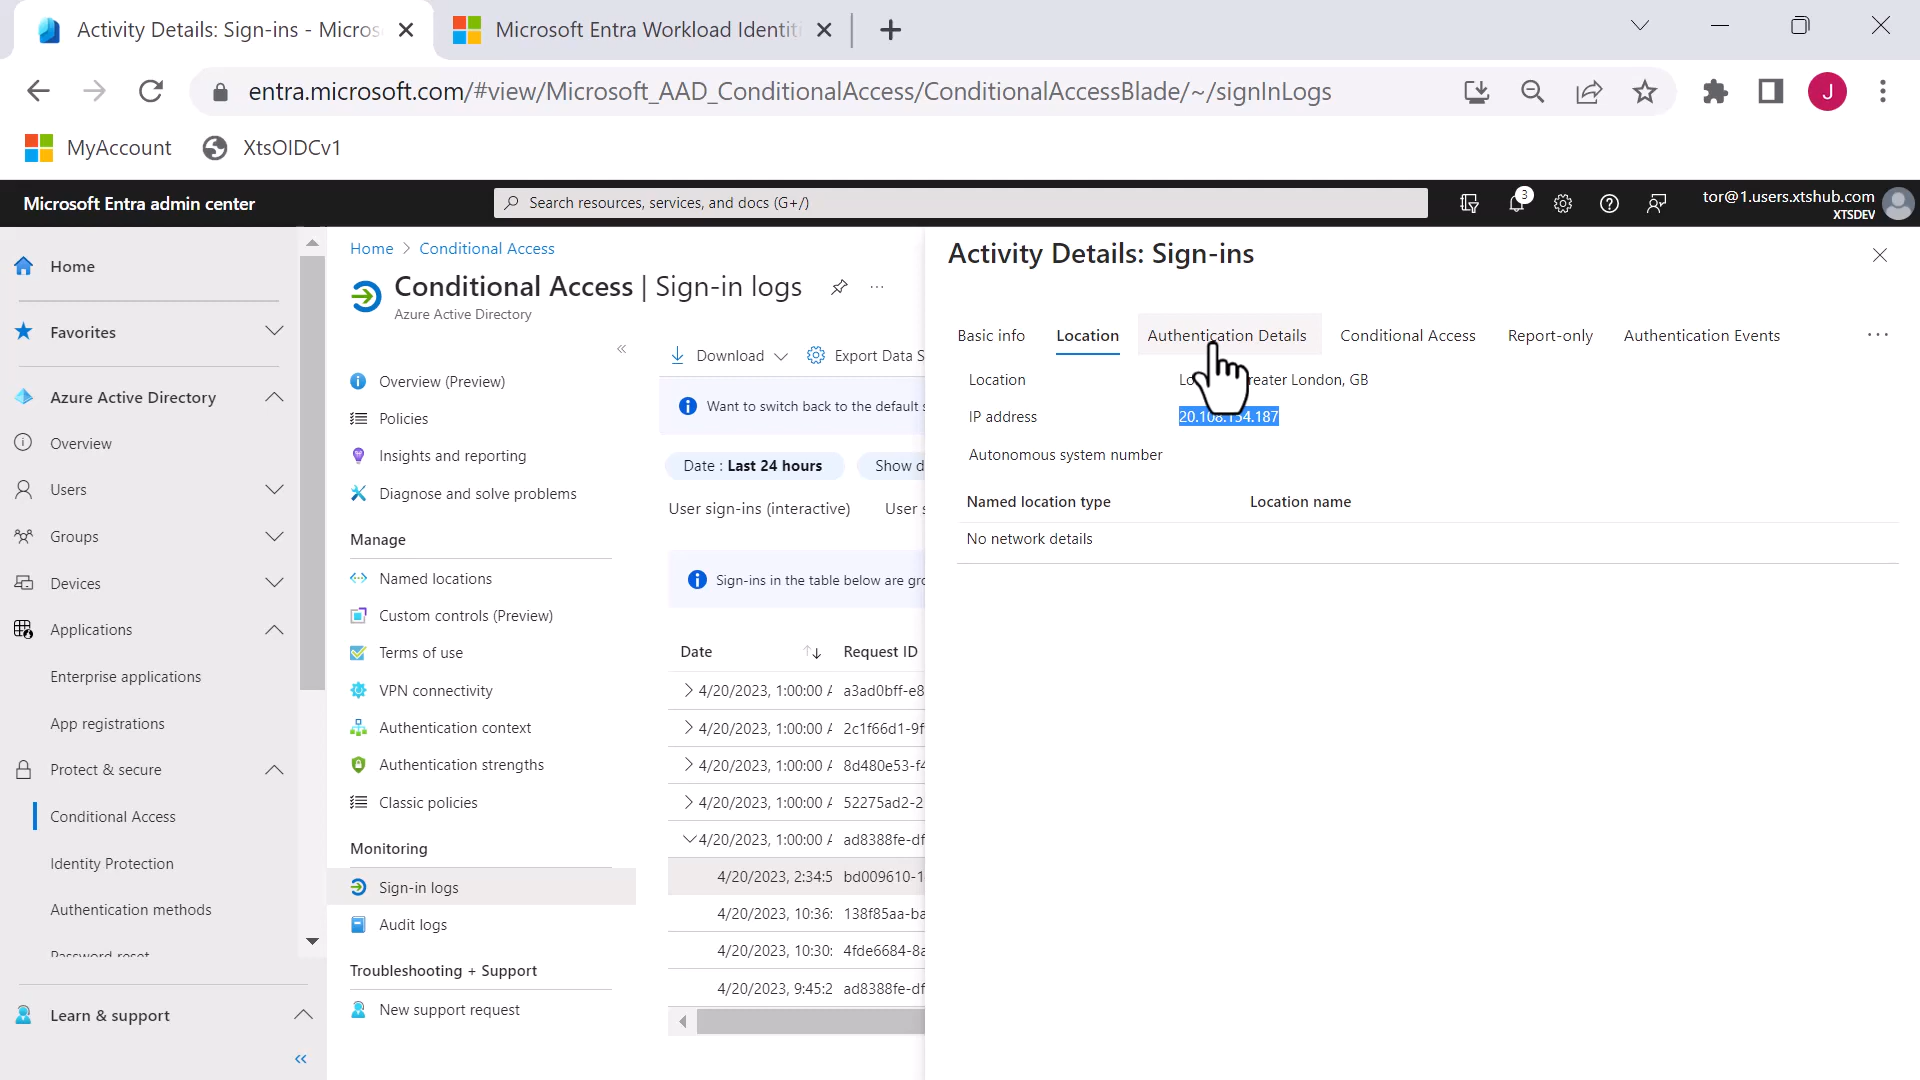 Activity Details: Sign-ins - Micros
Microsoft Entra Workload Identiti
entra.microsoft.com/#view/Microsoft_AAD_ConditionalAccess/ConditionalAccessBlade/~/signInLogs
J
MyAccount
XtsOIDCv1
Microsoft Entra admin center
Search resources, services, and docs (G+/)
3
tor@1.users.xtshub.com
XTSDEV
Home
Favorites
Azure Active Directory
Overview
Users
Groups
Devices
Applications
Enterprise applications
App registrations
Protect & secure
Conditional Access
Identity Protection
Authentication methods
Password reset
Learn & support
Home > Conditional Access
Conditional Access | Sign-in logs
Azure Active Directory
Overview (Preview)
Policies
Insights and reporting
Diagnose and solve problems
Manage
Named locations
Custom controls (Preview)
Terms of use
VPN connectivity
Authentication context
Authentication strengths
Classic policies
Monitoring
Sign-in logs
Audit logs
Troubleshooting + Support
New support request
Download
Export Data S
Want to switch back to the default s
Date : Last 24 hours
Show d
User sign-ins (interactive)
User s
Sign-ins in the table below are gro
Date
Request ID
4/20/2023, 1:00:00 A a3ad0bff-e8
4/20/2023, 1:00:00 A 2c1f66d1-9f
4/20/2023, 1:00:00 A 8d480e53-f4
4/20/2023, 1:00:00 A 52275ad2-2
4/20/2023, 1:00:00 A ad8388fe-df
4/20/2023, 2:34:5 bd009610-1
4/20/2023, 10:36: 138f85aa-ba
4/20/2023, 10:30: 4fde6684-8a
4/20/2023, 9:45:2 ad8388fe-df
Activity Details: Sign-ins
Basic info
Location
Authentication Details
Conditional Access
Report-only
Authentication Events
Location
Greater London, GB
IP address
20.108.154.187
Autonomous system number
Named location type
Location name
No network details